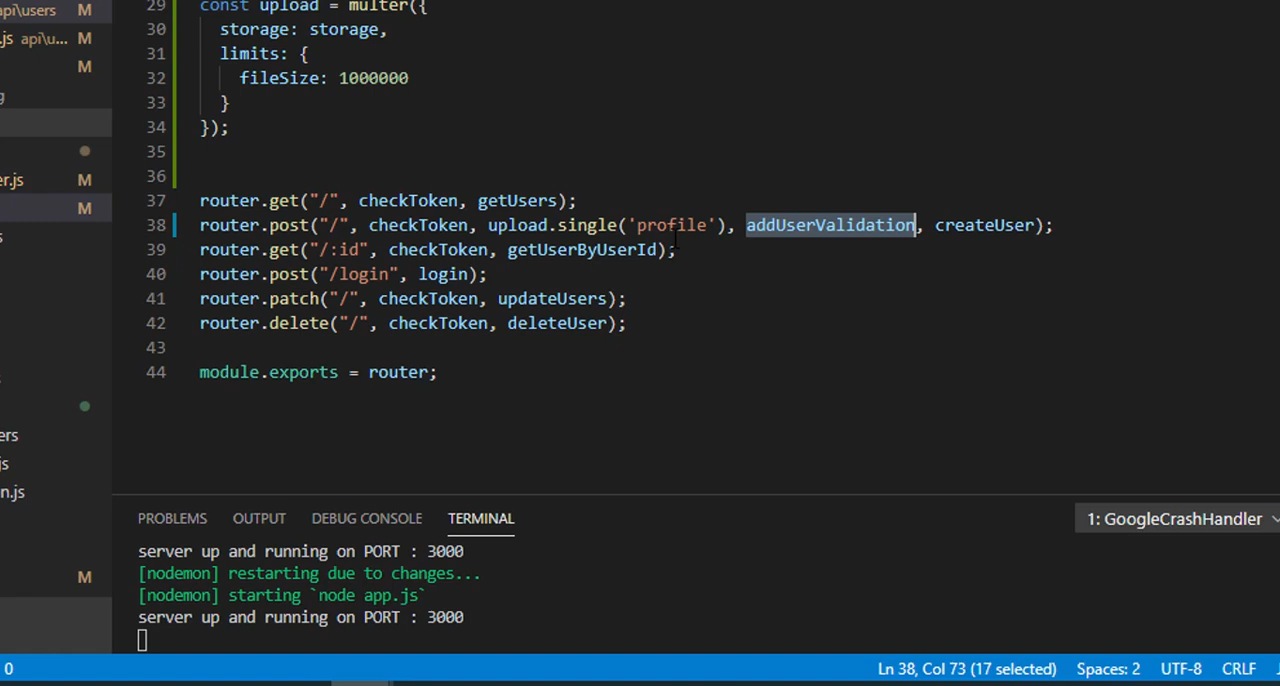 api\users M
.js api\u... M
M
g
er.js M
M
s
ers
js
n.js
M
29 const upload = multer({
30 storage: storage,
31 limits: {
32 fileSize: 1000000
33 }
34 });
35
36
37 router.get("/", checkToken, getUsers);
38 router.post("/", checkToken, upload.single('profile'), addUserValidation, createUser);
39 router.get("/:id", checkToken, getUserByUserId);
40 router.post("/login", login);
41 router.patch("/", checkToken, updateUsers);
42 router.delete("/", checkToken, deleteUser);
43
44 module.exports = router;
PROBLEMS OUTPUT DEBUG CONSOLE TERMINAL 1: GoogleCrashHandler
server up and running on PORT : 3000
[nodemon] restarting due to changes...
[nodemon] starting `node app.js`
server up and running on PORT : 3000
0 Ln 38, Col 73 (17 selected) Spaces: 2 UTF-8 CRLF